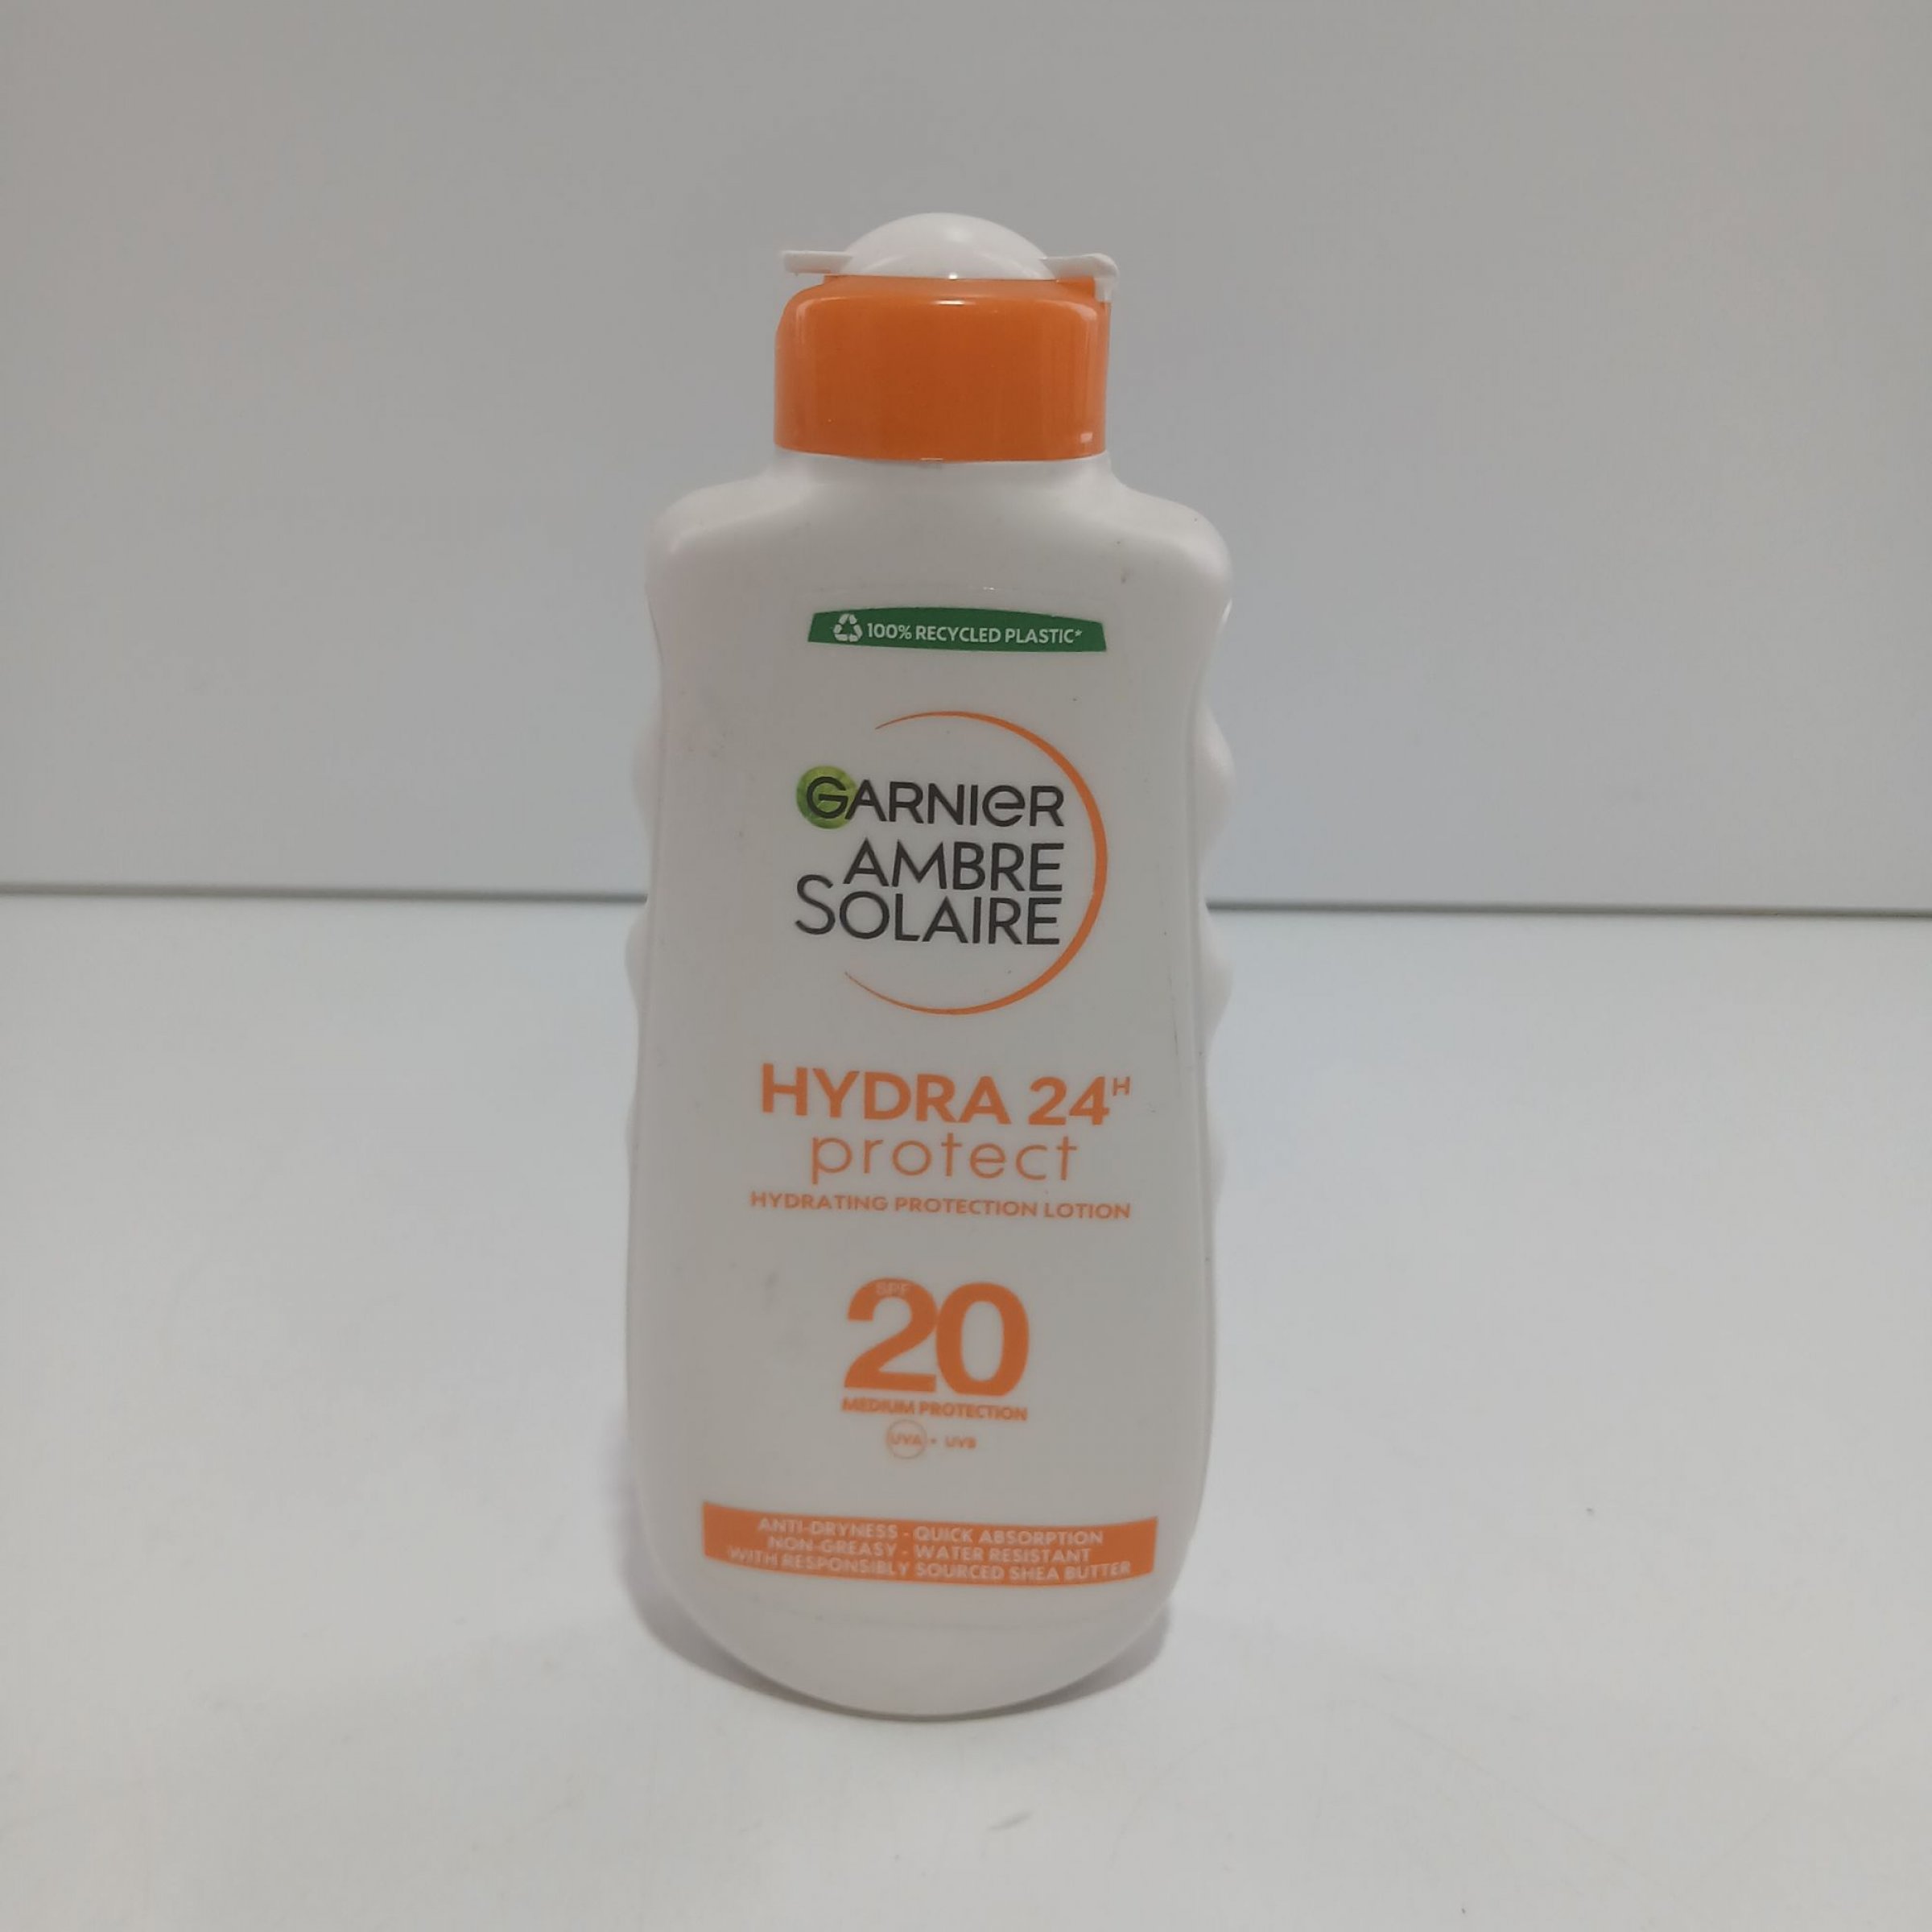 100% RECYCLED PLASTIC*
GARNIER
AMBRE
SOLAIRE
HYDRA 24H
protect
HYDRATING PROTECTION LOTION
SPF
20
MEDIUM PROTECTION
UVA • UVB
ANTI-DRYNESS - QUICK ABSORPTION
NON-GREASY - WATER RESISTANT
WITH RESPONSIBLY SOURCED SHEA BUTTER